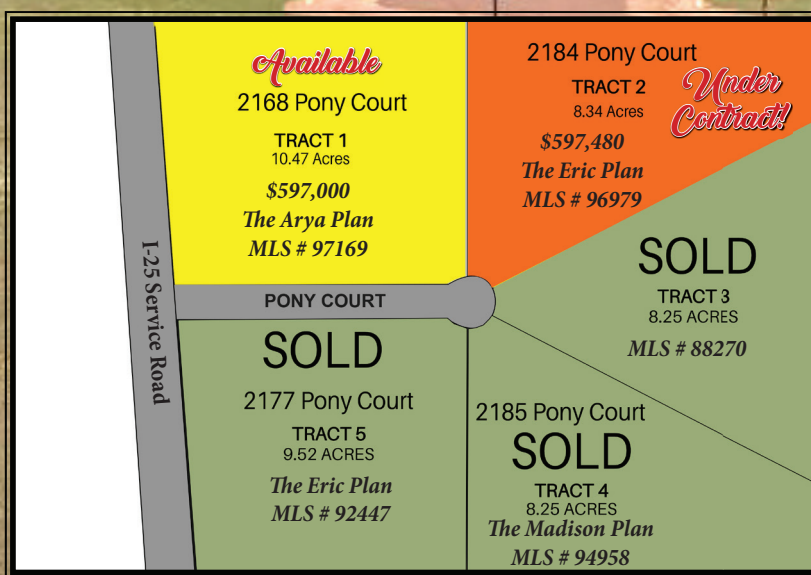 Available
2168 Pony Court
TRACT 1
10.47 Acres
$597,000
The Arya Plan
MLS # 97169
2184 Pony Court
TRACT 2
8.34 Acres
Under
Contract!
$597,480
The Eric Plan
MLS # 96979
SOLD
TRACT 3
8.25 ACRES
MLS # 88270
I-25 Service Road
PONY COURT
SOLD
2177 Pony Court
TRACT 5
9.52 ACRES
The Eric Plan
MLS # 92447
2185 Pony Court
SOLD
TRACT 4
8.25 ACRES
The Madison Plan
MLS # 94958